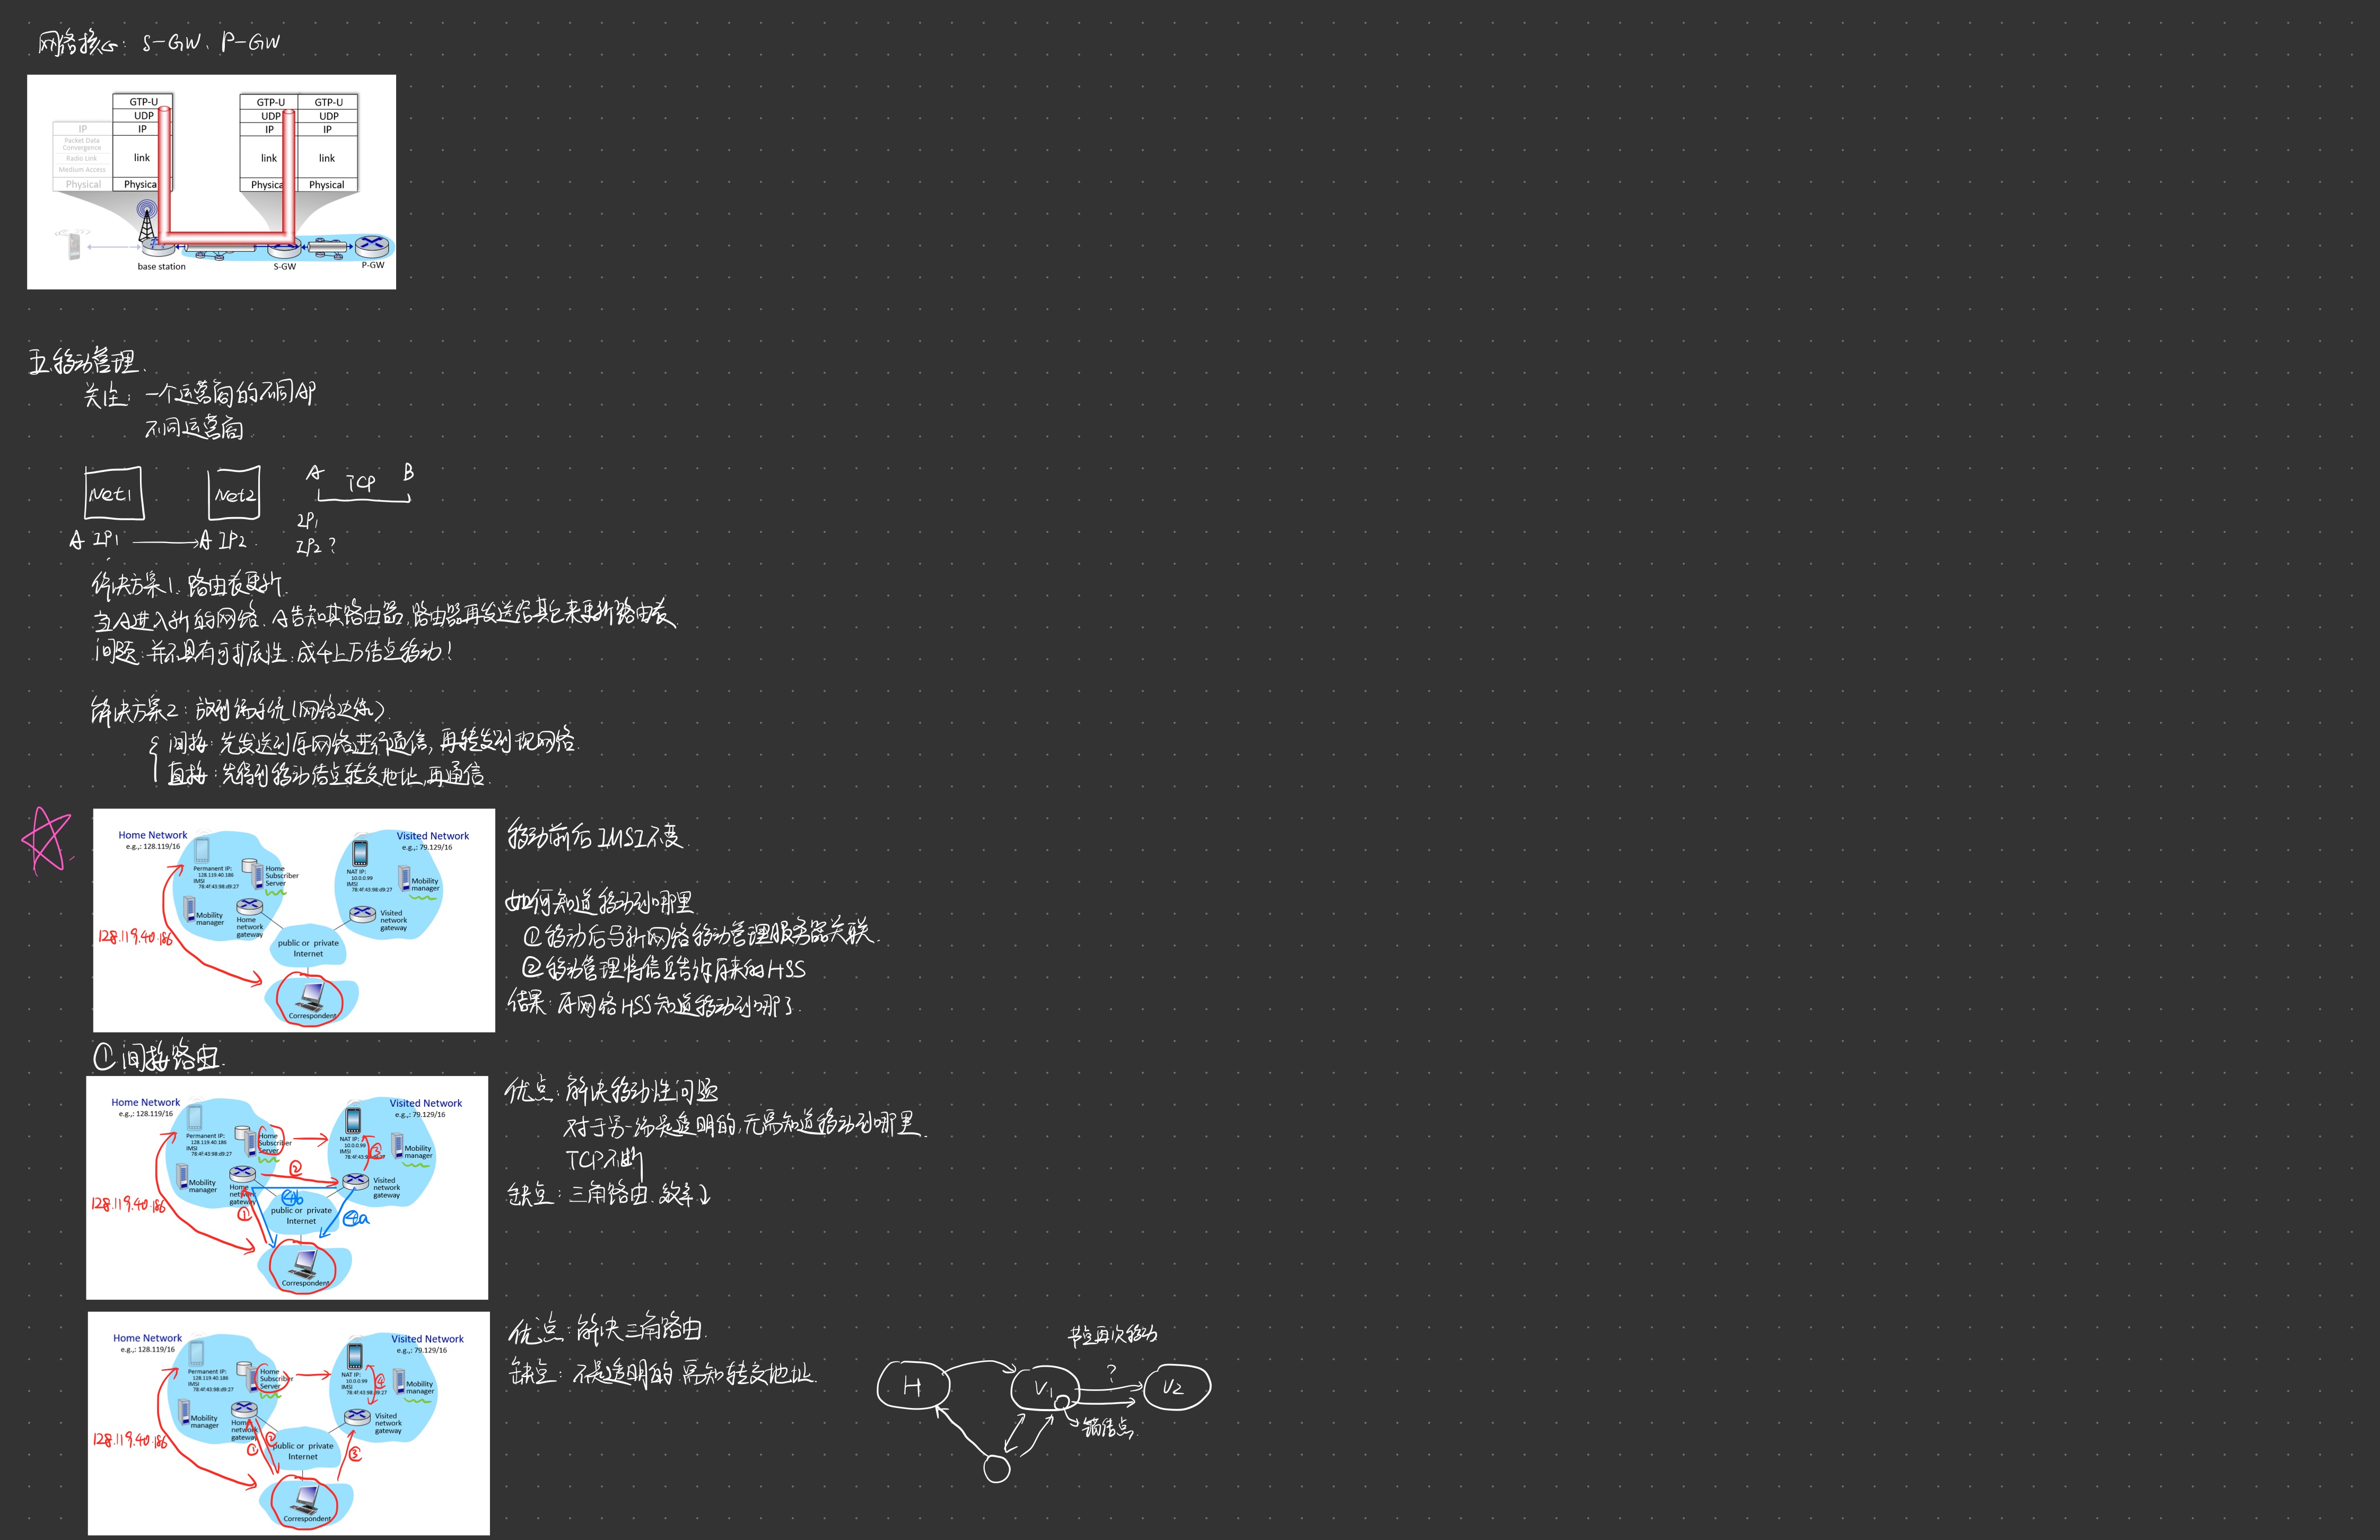 网络核心: S-GW、P-GW
GTP-U
UDP
IP
link
Physical
IP
Packet Data Convergence
Radio Link
Medium Access
Physical
GTP-U GTP-U
UDP UDP
IP IP
link link
Physical Physical
base station
S-GW
P-GW
五.移动管理.
关注: 一个运营商的不同AP
不同运营商
Net1 Net2
A TCP B
IP1
IP2 ?
A IP1 A IP2
解决方案1. 路由表更新.
当A进入新的网络. A告知其路由器, 路由器再发送给其它来更新路由表.
问题: 并不具有可扩展性: 成千上万结点移动!
解决方案2: 放到端系统(网络边缘).
间接: 先发送到原网络进行通信, 再转发到现网络.
直接: 先得到移动结点转交地址, 再通信.
Home Network
e.g.,: 128.119/16
Permanent IP:
128.119.40.186
IMSI
78:4f:43:98:d9:27
Home Subscriber Server
Mobility manager
Home network gateway
Visited Network
e.g.,: 79.129/16
NAT IP:
10.0.0.99
IMSI
78:4f:43:98:d9:27
Mobility manager
Visited network gateway
public or private Internet
Correspondent
128.119.40.186
移动前后IMSI不变.
如何知道移动到哪里
①移动后与新网络移动管理服务器关联.
②移动管理将信息告诉原来的HSS
结果: 原网络HSS知道移动到哪了.
①间接路由.
Home Network
e.g.,: 128.119/16
Permanent IP:
128.119.40.186
IMSI
78:4f:43:98:d9:27
Home Subscriber Server
Mobility manager
Home network gateway
Visited Network
e.g.,: 79.129/16
NAT IP:
10.0.0.99
IMSI
78:4f:43:98:d9:27
Mobility manager
Visited network gateway
public or private Internet
Correspondent
128.119.40.186
①
②
③
④a
④b
优点: 解决移动性问题
对于另一端是透明的, 无需知道移动到哪里.
TCP不断
缺点: 三角路由. 效率↓
Home Network
e.g.,: 128.119/16
Permanent IP:
128.119.40.186
IMSI
78:4f:43:98:d9:27
Home Subscriber Server
Mobility manager
Home network gateway
Visited Network
e.g.,: 79.129/16
NAT IP:
10.0.0.99
IMSI
78:4f:43:98:d9:27
Mobility manager
Visited network gateway
public or private Internet
Correspondent
128.119.40.186
①
②
③
④
优点: 解决三角路由.
缺点: 不是透明的. 需知转交地址.
节点再次移动
?
H V1 V2
锚结点.